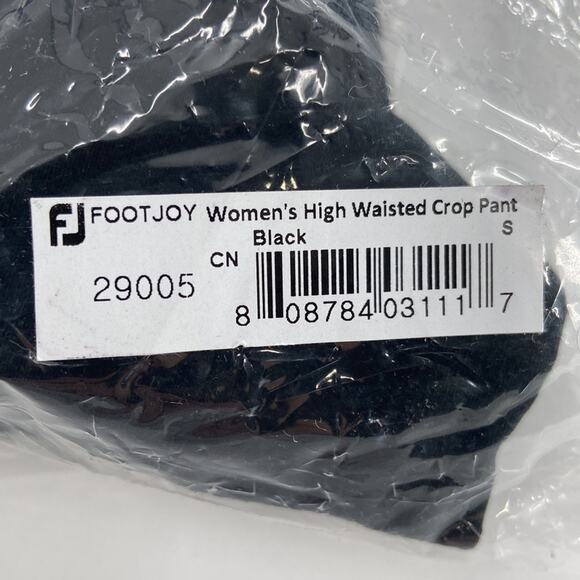 FJ FOOTJOY Women's High Waisted Crop Pant
Black S
29005 CN
8 08784 03111 7